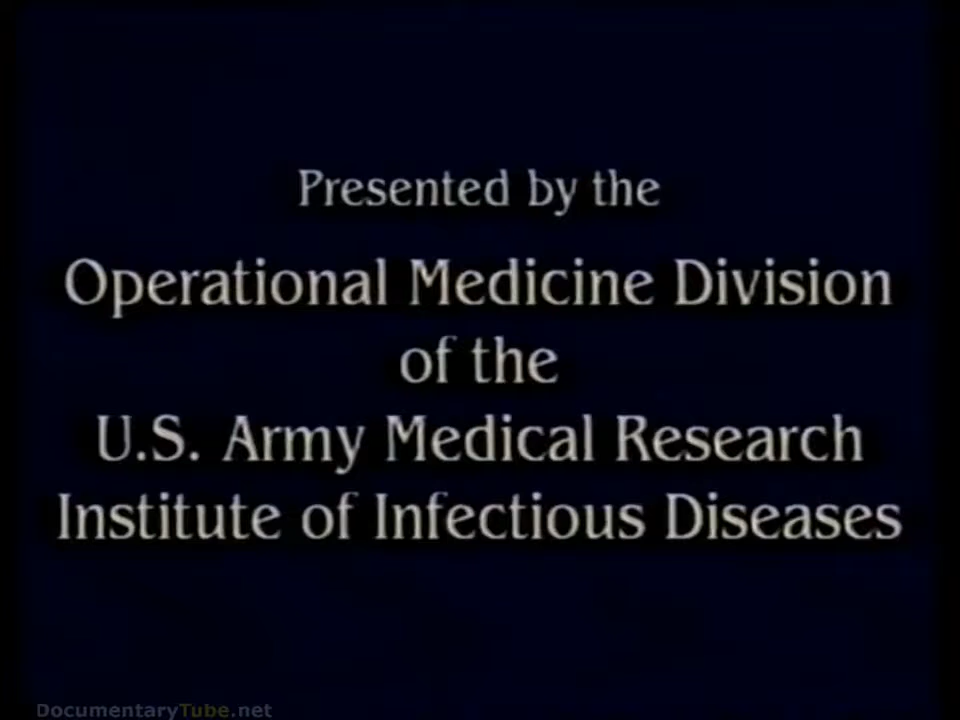 Presented by the
Operational Medicine Division
of the
U.S. Army Medical Research
Institute of Infectious Diseases
DocumentaryTube.net